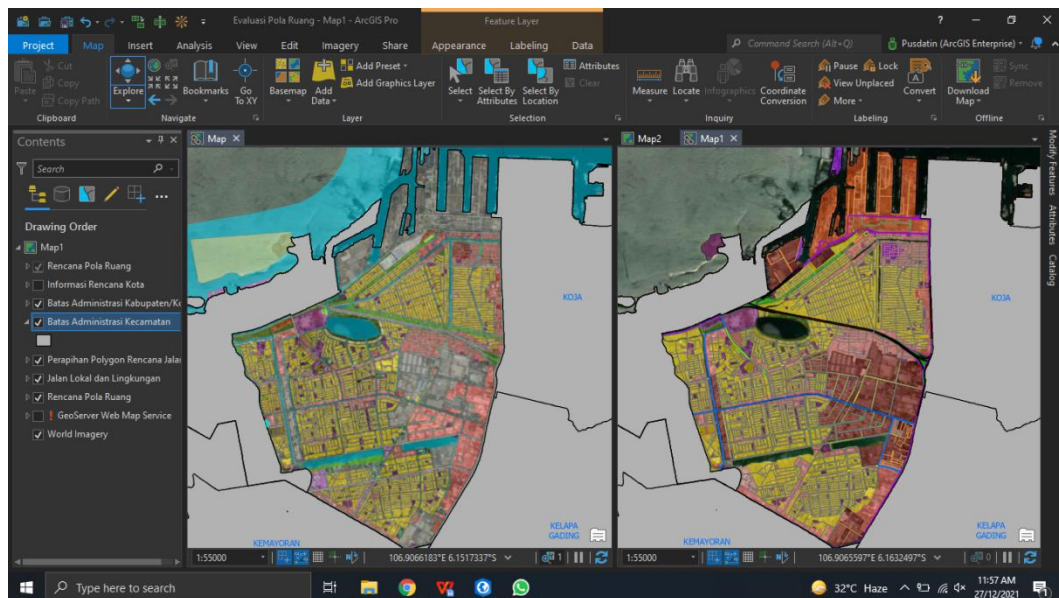 Evaluasi Pola Ruang - Map1 - ArcGIS Pro
Feature Layer
?
Project Map Insert Analysis View Edit Imagery Share Appearance Labeling Data
Command Search (Alt+Q)
Pusdatin (ArcGIS Enterprise)
Paste
Cut
Copy
Copy Path
Explore
Bookmarks
Go To XY
Basemap
Add Data
Add Preset
Add Graphics Layer
Select
Select By Attributes
Select By Location
Attributes
Clear
Measure
Locate
Infographics
Coordinate Conversion
Pause
Lock
View Unplaced
More
Convert
Download Map
Sync
Remove
Clipboard
Navigate
Layer
Selection
Inquiry
Labeling
Offline
Contents
Search
Drawing Order
Map1
Rencana Pola Ruang
Informasi Rencana Kota
Batas Administrasi Kabupaten/Ko
Batas Administrasi Kecamatan
Perapihan Polygon Rencana Jalan
Jalan Lokal dan Lingkungan
Rencana Pola Ruang
GeoServer Web Map Service
World Imagery
Map
KOJA
KELAPA
GADING
KEMAYORAN
1:55000
106.9066183°E 6.1517337°S
1
Map2
Map1
KOJA
KELAPA
GADING
KEMAYORAN
1:55000
106.9065597°E 6.1632497°S
0
Modify Features
Attributes
Catalog
Type here to search
32°C Haze
11:57 AM
27/12/2021